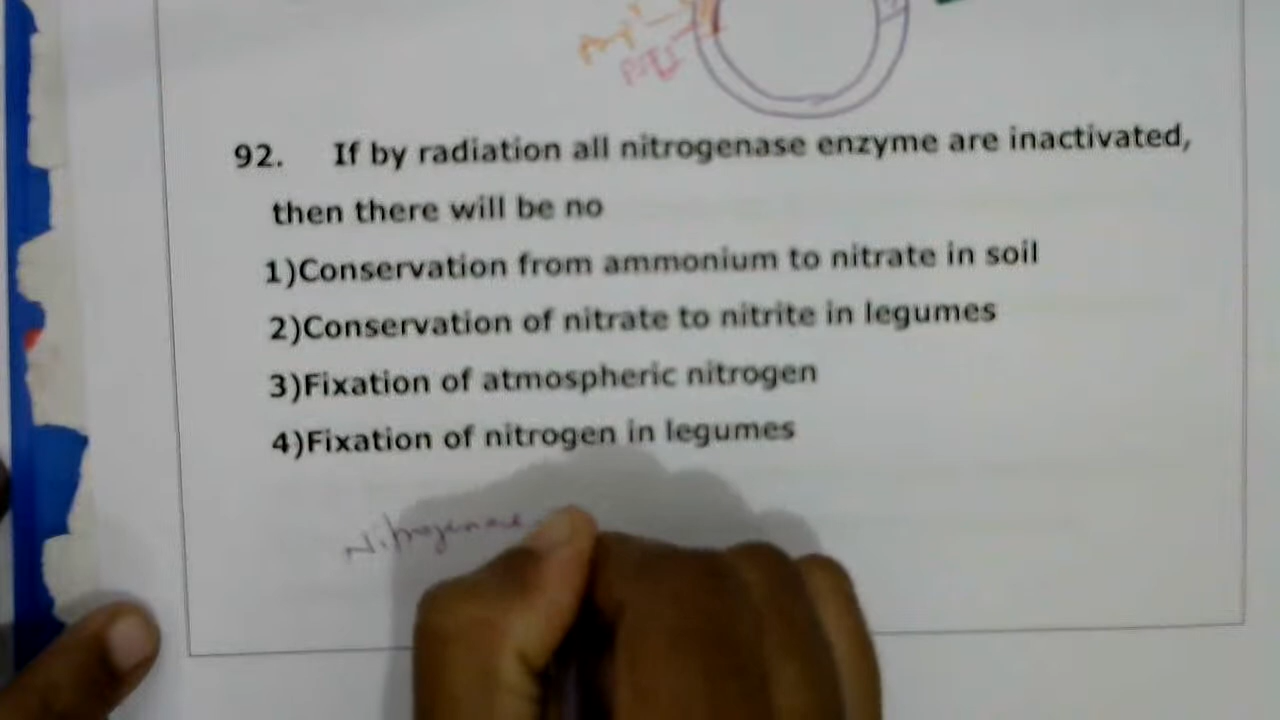 92. If by radiation all nitrogenase enzyme are inactivated,
then there will be no
1)Conservation from ammonium to nitrate in soil
2)Conservation of nitrate to nitrite in legumes
3)Fixation of atmospheric nitrogen
4)Fixation of nitrogen in legumes
Nitrogenase